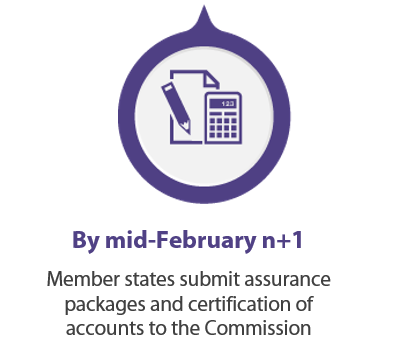 123
By mid-February n+1
Member states submit assurance
packages and certification of
accounts to the Commission